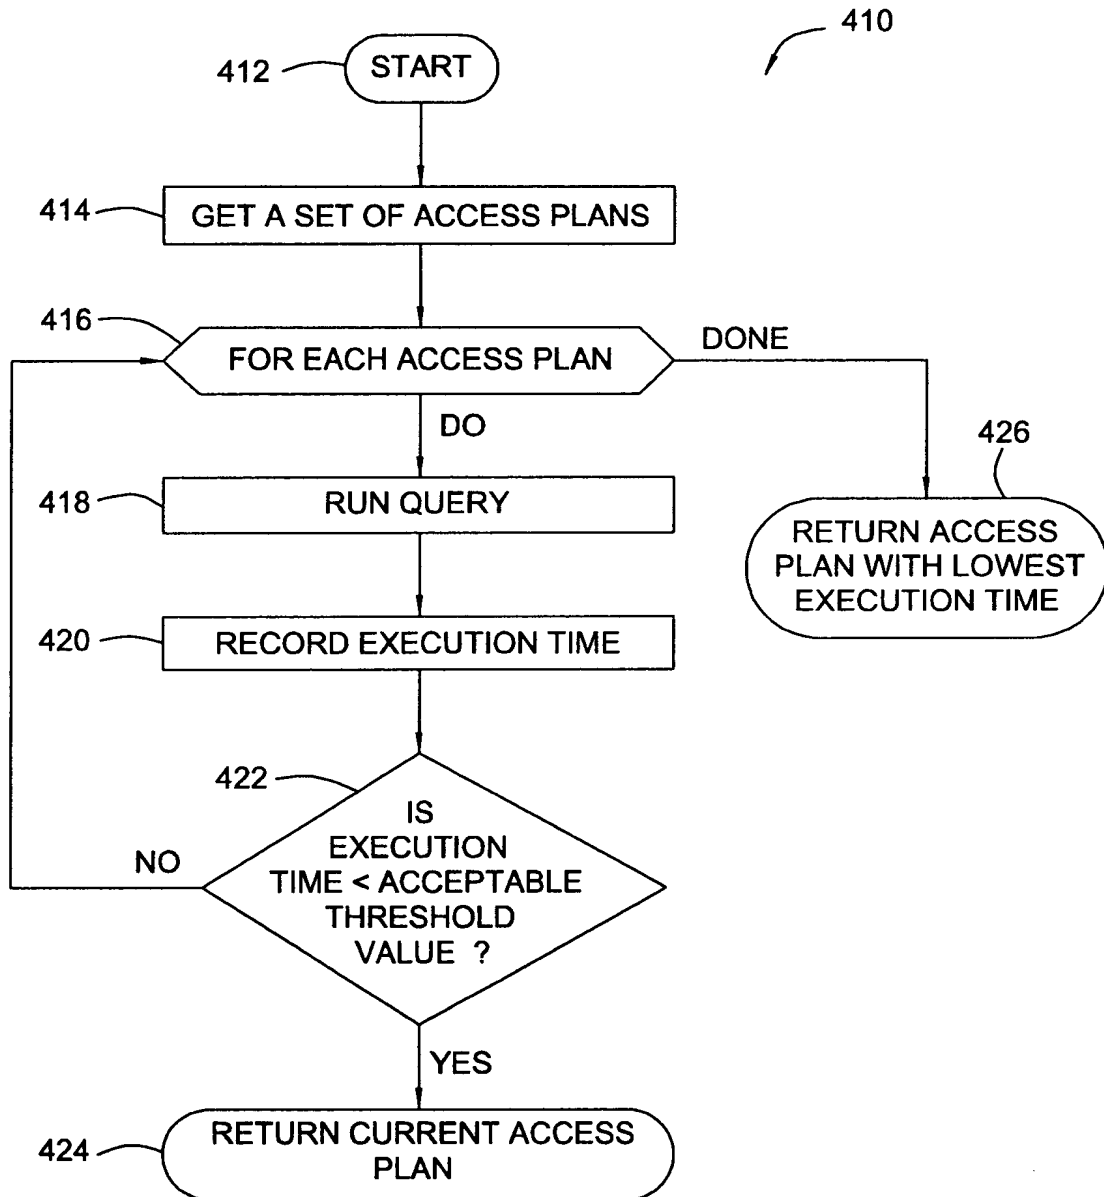 410
412
START
414
GET A SET OF ACCESS PLANS
416
FOR EACH ACCESS PLAN
DONE
DO
426
418
RUN QUERY
RETURN ACCESS
PLAN WITH LOWEST
EXECUTION TIME
420
RECORD EXECUTION TIME
422
IS
EXECUTION
TIME < ACCEPTABLE
THRESHOLD
VALUE ?
NO
YES
424
RETURN CURRENT ACCESS
PLAN